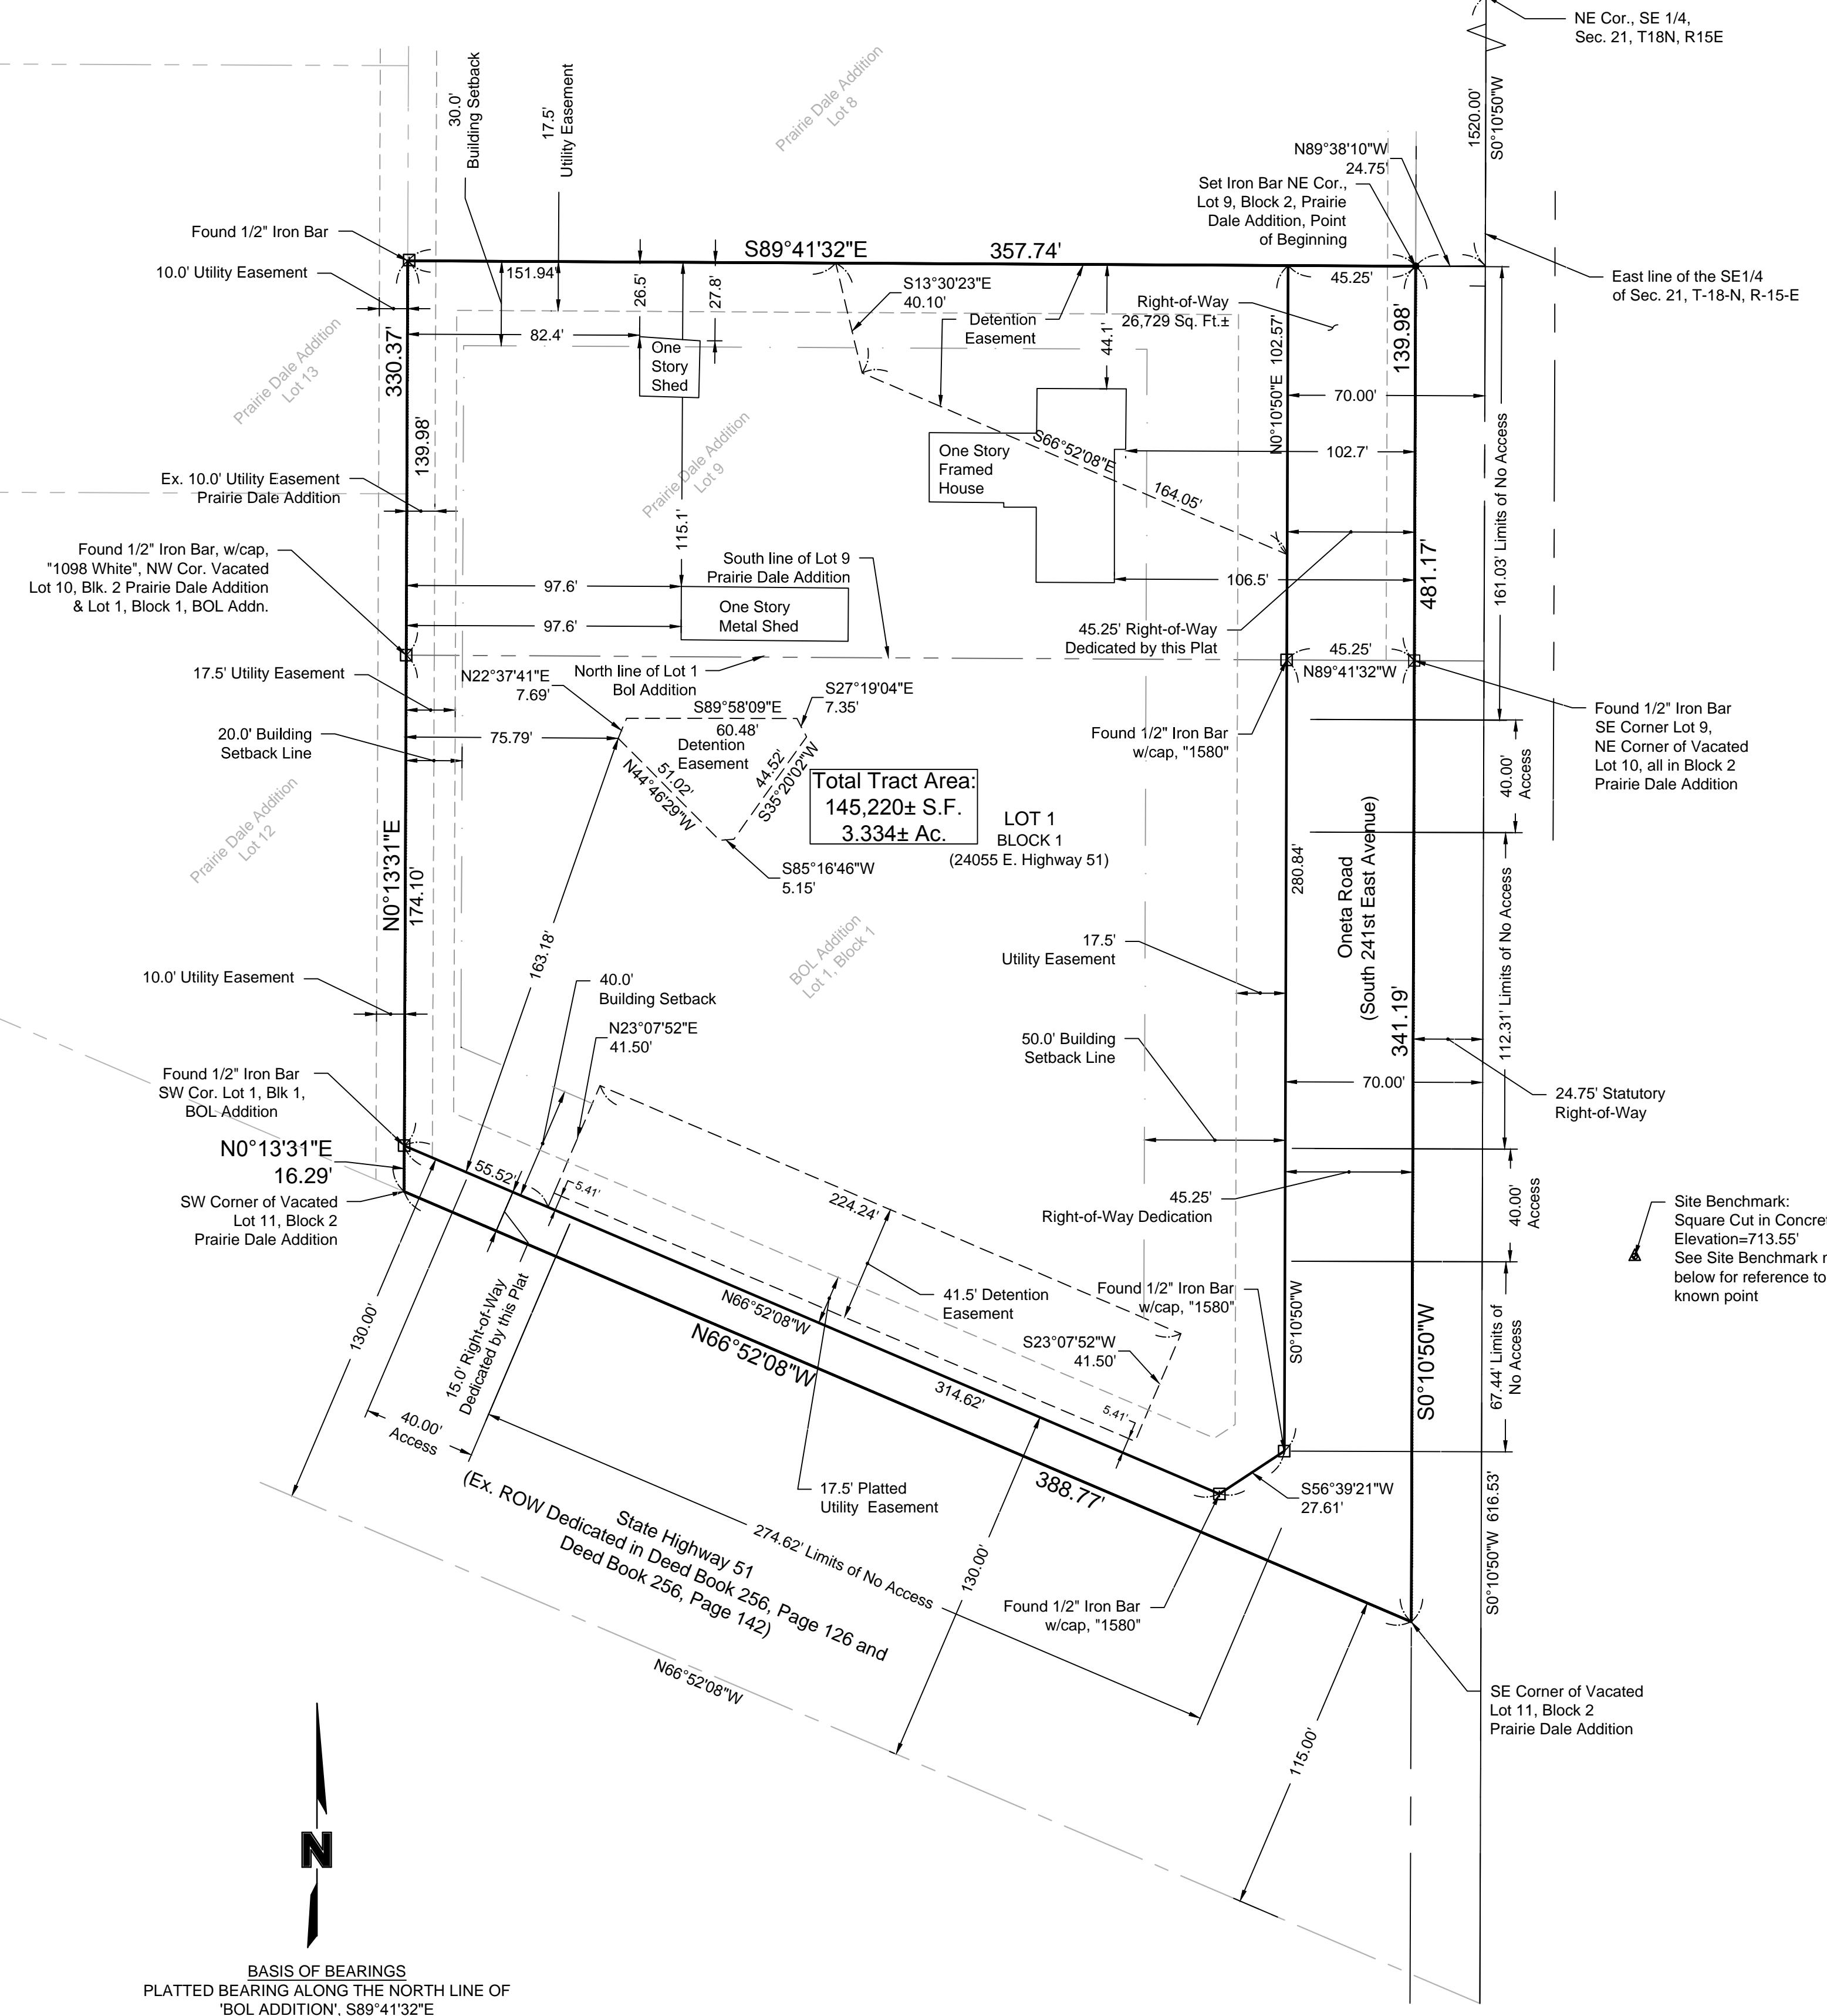 NE Cor., SE 1/4,
Sec. 21, T18N, R15E
1520.00'
S0°10'50"W
Prairie Dale Addition
Lot 8
30.0'
Building Setback
17.5'
Utility Easement
N89°38'10"W
24.75'
Set Iron Bar NE Cor.,
Lot 9, Block 2, Prairie
Dale Addition, Point
of Beginning
Found 1/2" Iron Bar
S89°41'32"E
357.74'
10.0' Utility Easement
151.94'
26.5'
27.8'
S13°30'23"E
40.10'
45.25'
East line of the SE1/4
of Sec. 21, T-18-N, R-15-E
Right-of-Way
26,729 Sq. Ft.±
Detention
Easement
44.1'
82.4'
One
Story
Shed
N0°10'50"E 102.57'
139.98'
330.37'
Prairie Dale Addition
Lot 13
70.00'
139.98'
Prairie Dale Addition
Lot 9
One Story
Framed
House
S66°52'08"E
164.05'
102.7'
161.03' Limits of No Access
Ex. 10.0' Utility Easement
Prairie Dale Addition
115.1'
Found 1/2" Iron Bar, w/cap,
"1098 White", NW Cor. Vacated
Lot 10, Blk. 2 Prairie Dale Addition
& Lot 1, Block 1, BOL Addn.
South line of Lot 9
Prairie Dale Addition
97.6'
One Story
Metal Shed
97.6'
106.5'
481.17'
45.25' Right-of-Way
Dedicated by this Plat
45.25'
N89°41'32"W
17.5' Utility Easement
N22°37'41"E
7.69'
North line of Lot 1
Bol Addition
S27°19'04"E
7.35'
S89°58'09"E
60.48'
Detention
Easement
Found 1/2" Iron Bar
w/cap, "1580"
Found 1/2" Iron Bar
SE Corner Lot 9,
NE Corner of Vacated
Lot 10, all in Block 2
Prairie Dale Addition
20.0' Building
Setback Line
75.79'
51.02'
N44°46'29"W
44.52'
S35°20'02"W
40.00'
Access
Total Tract Area:
145,220± S.F.
3.334± Ac.
LOT 1
BLOCK 1
(24055 E. Highway 51)
Prairie Dale Addition
Lot 12
S85°16'46"W
5.15'
N0°13'31"E
174.10'
280.84'
Oneta Road
(South 241st East Avenue)
163.18'
BOL Addition
Lot 1, Block 1
17.5'
Utility Easement
10.0' Utility Easement
40.0'
Building Setback
N23°07'52"E
41.50'
341.19'
112.31' Limits of No Access
50.0' Building
Setback Line
70.00'
24.75' Statutory
Right-of-Way
Found 1/2" Iron Bar
SW Cor. Lot 1, Blk 1,
BOL Addition
N0°13'31"E
16.29'
SW Corner of Vacated
Lot 11, Block 2
Prairie Dale Addition
55.52'
5.41'
224.24'
45.25'
Right-of-Way Dedication
40.00'
Access
Site Benchmark:
Square Cut in Concre
Elevation=713.55'
See Site Benchmark
below for reference to
known point
15.0' Right-of-Way
Dedicated by this Plat
130.00'
N66°52'08"W
N66°52'08"W
41.5' Detention
Easement
Found 1/2" Iron Bar
w/cap, "1580"
S0°10'50"W
S23°07'52"W
41.50'
67.44' Limits of
No Access
S0°10'50"W
314.62'
5.41'
40.00'
Access
388.77'
17.5' Platted
Utility Easement
S56°39'21"W
27.61'
State Highway 51
(Ex. ROW Dedicated in Deed Book 256, Page 126 and
Deed Book 256, Page 142)
274.62' Limits of No Access
130.00'
S0°10'50"W 616.53'
Found 1/2" Iron Bar
w/cap, "1580"
N66°52'08"W
SE Corner of Vacated
Lot 11, Block 2
Prairie Dale Addition
115.00'
N
BASIS OF BEARINGS
PLATTED BEARING ALONG THE NORTH LINE OF
'BOL ADDITION', S89°41'32"E